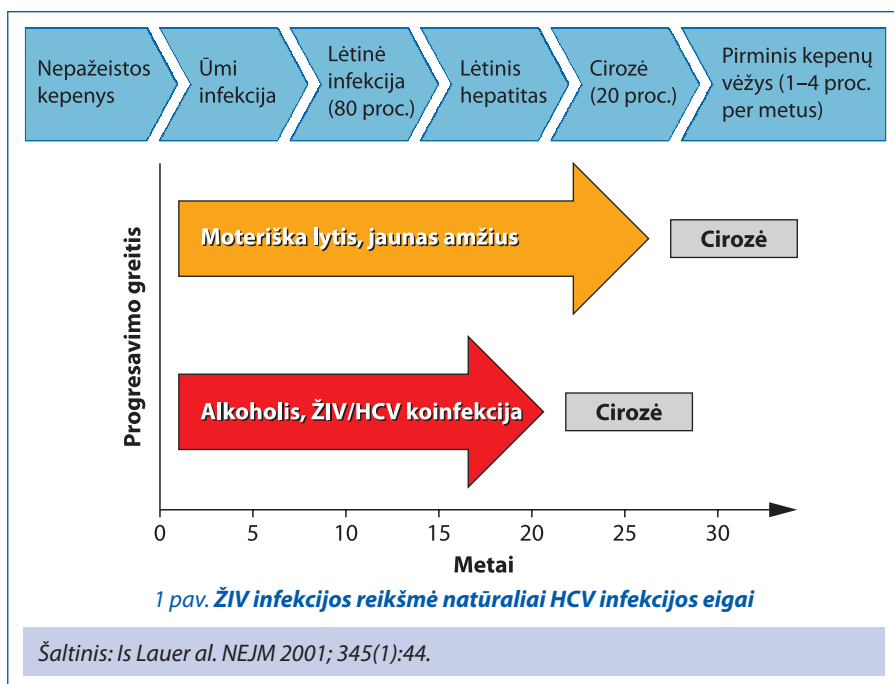 Nepažeistos
kepenys
Ūmi
infekcija
Lėtinė
infekcija
(80 proc.)
Lėtinis
hepatitas
Cirozė
(20 proc.)
Pirminis kepenų
vėžys (1–4 proc.
per metus)
Progresavimo greitis
Moteriška lytis, jaunas amžius
Cirozė
Alkoholis, ŽIV/HCV koinfekcija
Cirozė
0 5 10 15 20 25 30
Metai
1 pav. ŽIV infekcijos reikšmė natūraliai HCV infekcijos eigai
Šaltinis: Is Lauer al. NEJM 2001; 345(1):44.